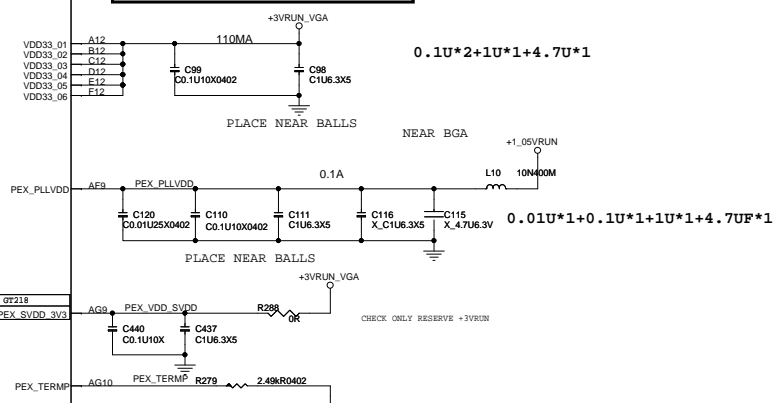 +3VRUN_VGA
VDD33_01 A12 110MA
VDD33_02 B12
VDD33_03 C12
VDD33_04 D12
VDD33_05 E12
VDD33_06 F12
0.1U*2+1U*1+4.7U*1
C99
C0.1U10X0402
C98
C1U6.3X5
PLACE NEAR BALLS
NEAR BGA
+1_05VRUN
L10 10N400M
0.1A
PEX_PLLVDD AF9 PEX_PLLVDD
C120
C0.01U25X0402
C110
C0.1U10X0402
C111
C1U6.3X5
C116
X_C1U6.3X5
C115
X_4.7U6.3V
0.01U*1+0.1U*1+1U*1+4.7UF*1
PLACE NEAR BALLS
+3VRUN_VGA
GT218
PEX_SVDD_3V3 AG9 PEX_VDD_SVDD R288
0R
CHECK ONLY RESERVE +3VRUN
C440
C0.1U10X
C437
C1U6.3X5
PEX_TERMP AG10 PEX_TERMP R279 2.49kR0402